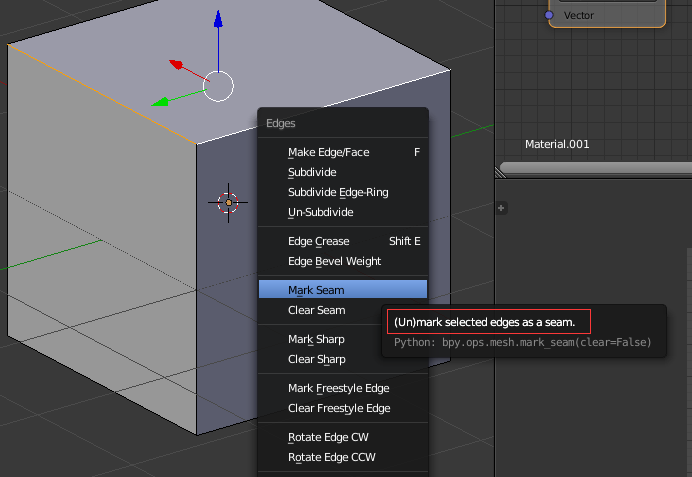 Vector
Material.001
Edges
Make Edge/Face F
Subdivide
Subdivide Edge-Ring
Un-Subdivide
Edge Crease Shift E
Edge Bevel Weight
Mark Seam
Clear Seam
(Un)mark selected edges as a seam.
Python: bpy.ops.mesh.mark_seam(clear=False)
Mark Sharp
Clear Sharp
Mark Freestyle Edge
Clear Freestyle Edge
Rotate Edge CW
Rotate Edge CCW